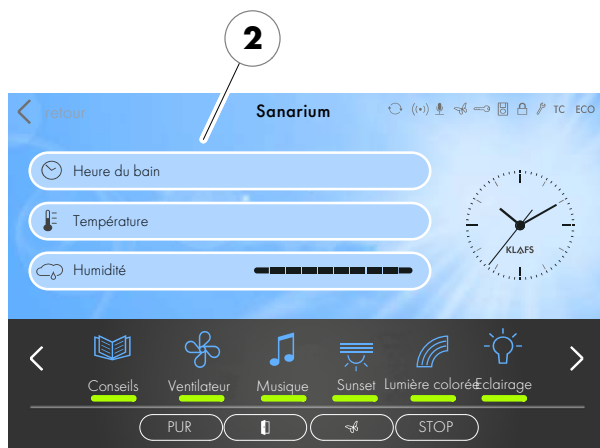 2
retour Sanarium TC ECO
Heure du bain
Température
KLAFS
Humidité
Conseils Ventilateur Musique Sunset Lumière colorée Eclairage
PUR STOP